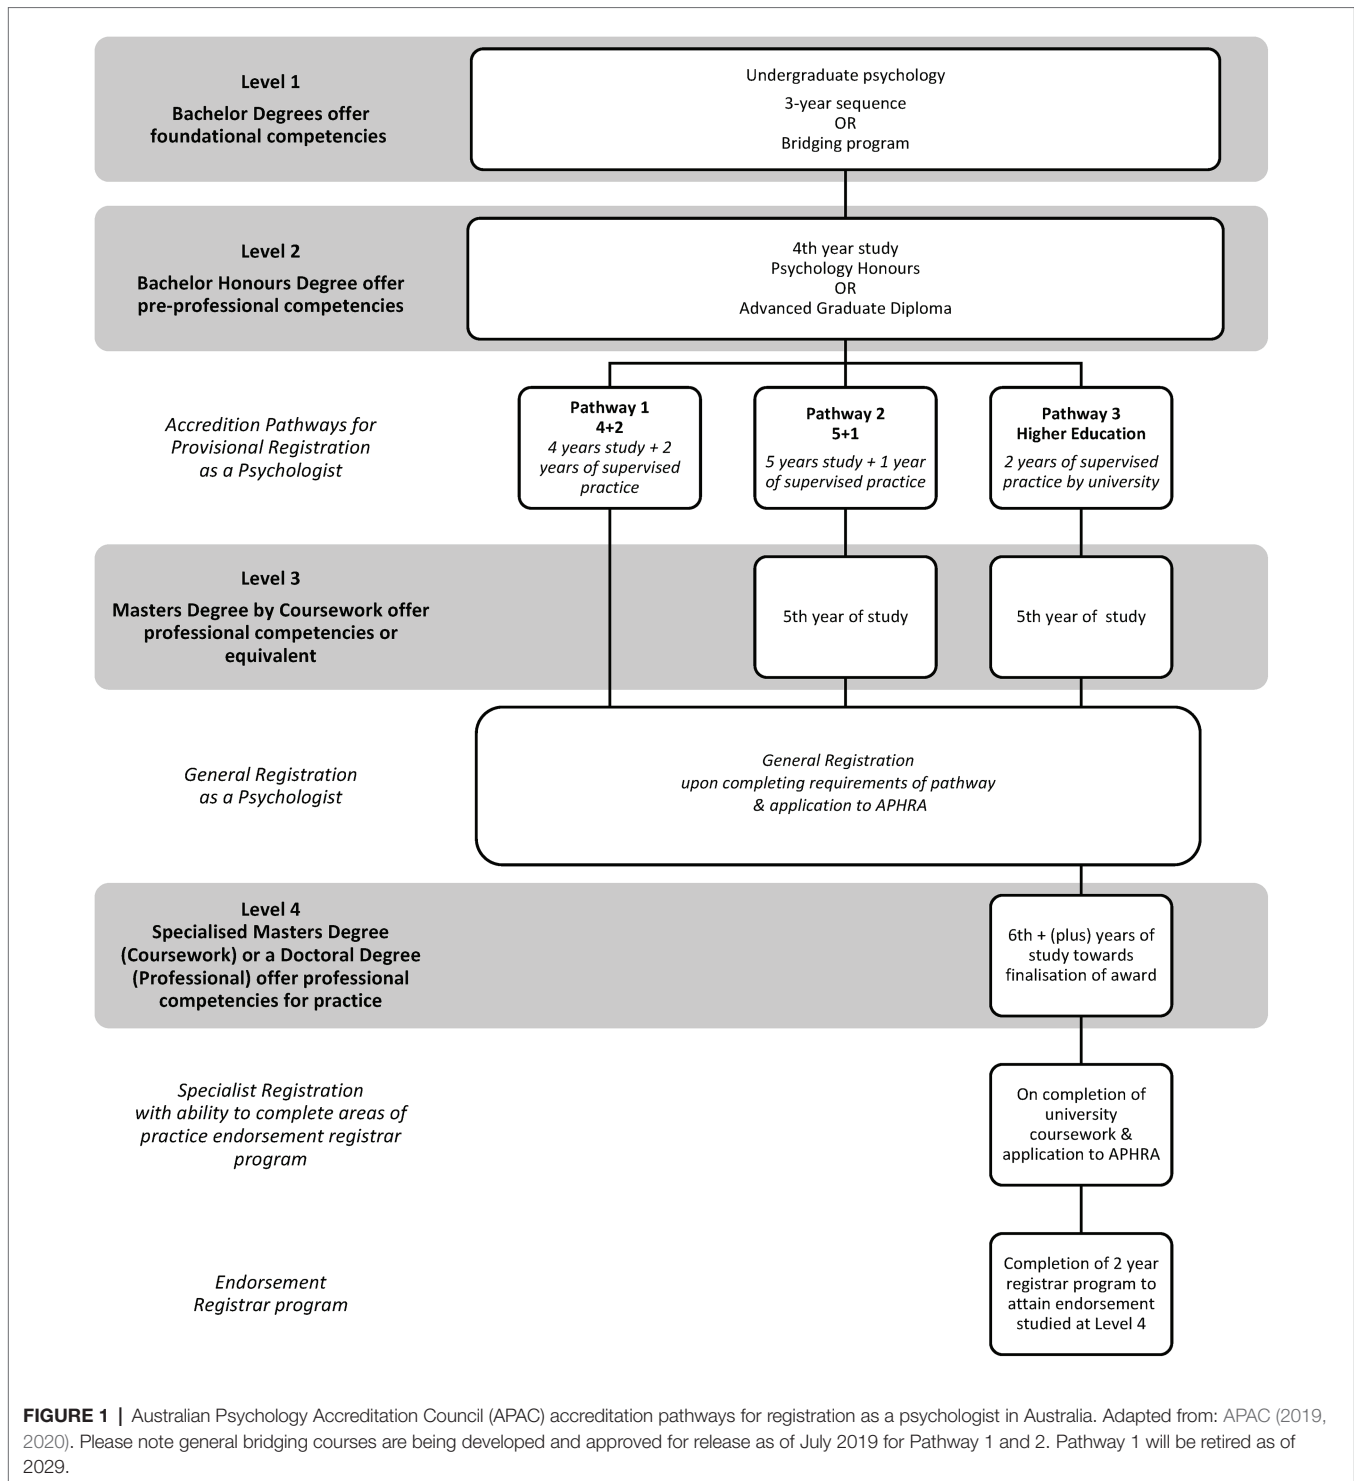 Level 1
Bachelor Degrees offer
foundational competencies
Undergraduate psychology
3-year sequence
OR
Bridging program
Level 2
Bachelor Honours Degree offer
pre-professional competencies
4th year study
Psychology Honours
OR
Advanced Graduate Diploma
Accredition Pathways for
Provisional Registration
as a Psychologist
Pathway 1
4+2
4 years study + 2
years of supervised
practice
Pathway 2
5+1
5 years study + 1 year
of supervised practice
Pathway 3
Higher Education
2 years of supervised
practice by university
Level 3
Masters Degree by Coursework offer
professional competencies or
equivalent
5th year of study
5th year of study
General Registration
as a Psychologist
General Registration
upon completing requirements of pathway
& application to APHRA
Level 4
Specialised Masters Degree
(Coursework) or a Doctoral Degree
(Professional) offer professional
competencies for practice
6th + (plus) years of
study towards
finalisation of award
Specialist Registration
with ability to complete areas of
practice endorsement registrar
program
On completion of
university
coursework &
application to APHRA
Endorsement
Registrar program
Completion of 2 year
registrar program to
attain endorsement
studied at Level 4
FIGURE 1 | Australian Psychology Accreditation Council (APAC) accreditation pathways for registration as a psychologist in Australia. Adapted from: APAC (2019,
2020). Please note general bridging courses are being developed and approved for release as of July 2019 for Pathway 1 and 2. Pathway 1 will be retired as of
2029.